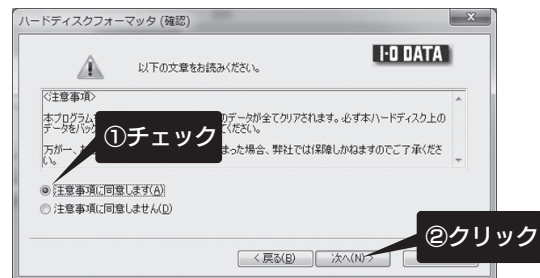 ハードディスクフォーマッタ (確認)
I-O DATA
以下の文章をお読みください。
<注意事項>
本プログラム のデータが全てクリアされます。必ず本ハードディスク上の
データをバック てください。
万が一、 まった場合、弊社では保障しかねますのでご了承くださ
い。
①チェック
注意事項に同意します(A)
注意事項に同意しません(D)
②クリック
< 戻る(B) 次へ(N) >